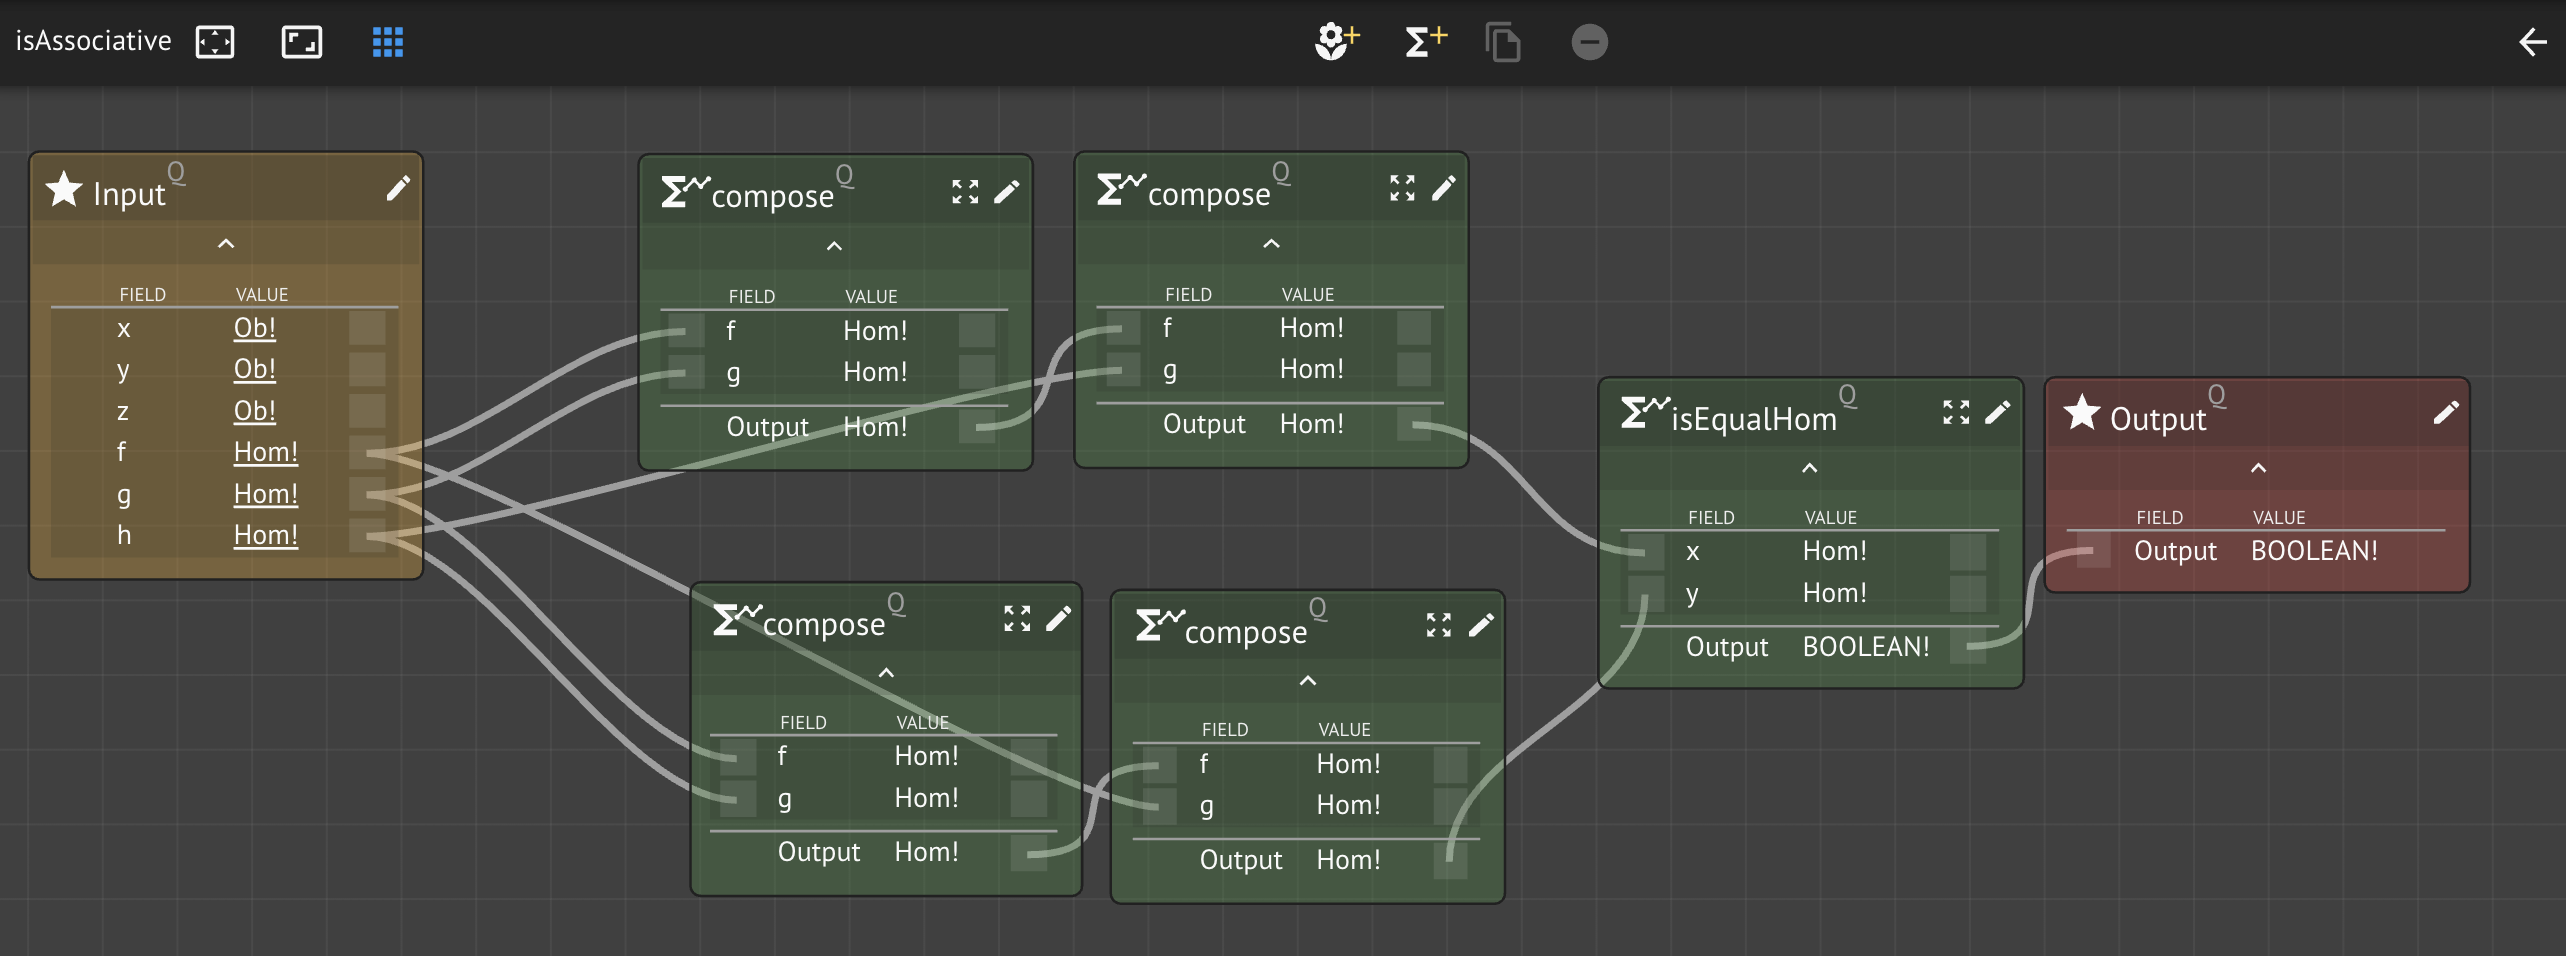 isAssociative
Input Q
FIELD VALUE
x Ob!
y Ob!
z Ob!
f Hom!
g Hom!
h Hom!
compose Q
FIELD VALUE
f Hom!
g Hom!
Output Hom!
compose Q
FIELD VALUE
f Hom!
g Hom!
Output Hom!
compose Q
FIELD VALUE
f Hom!
g Hom!
Output Hom!
compose Q
FIELD VALUE
f Hom!
g Hom!
Output Hom!
isEqualHom Q
FIELD VALUE
x Hom!
y Hom!
Output BOOLEAN!
Output Q
FIELD VALUE
Output BOOLEAN!